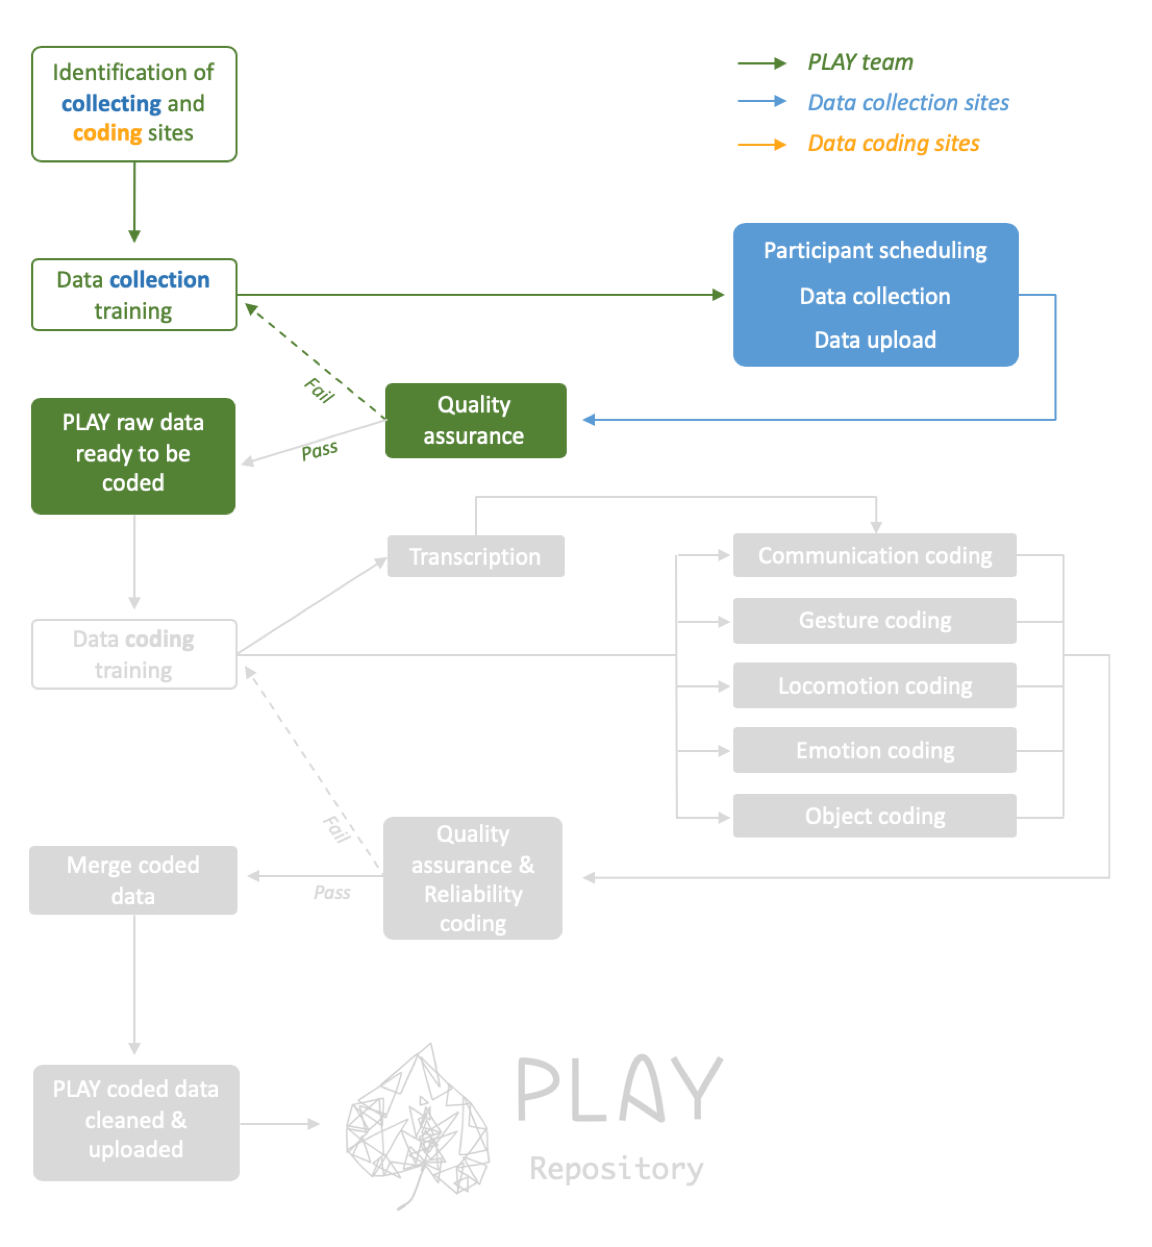 Identification of
collecting and
coding sites
PLAY team
Data collection sites
Data coding sites
Data collection
training
Participant scheduling
Data collection
Data upload
Fail
Quality
assurance
Pass
PLAY raw data
ready to be
coded
Transcription
Communication coding
Gesture coding
Locomotion coding
Emotion coding
Object coding
Data coding
training
Fail
Quality
assurance &
Reliability
coding
Pass
Merge coded
data
PLAY coded data
cleaned &
uploaded
PLAY
Repository